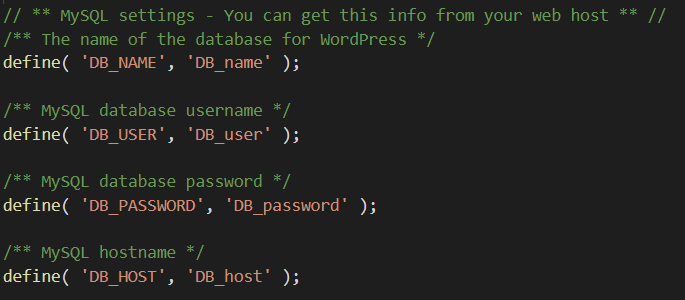 // ** MySQL settings - You can get this info from your web host ** //
/** The name of the database for WordPress */
define( 'DB_NAME', 'DB_name' );
/** MySQL database username */
define( 'DB_USER', 'DB_user' );
/** MySQL database password */
define( 'DB_PASSWORD', 'DB_password' );
/** MySQL hostname */
define( 'DB_HOST', 'DB_host' );